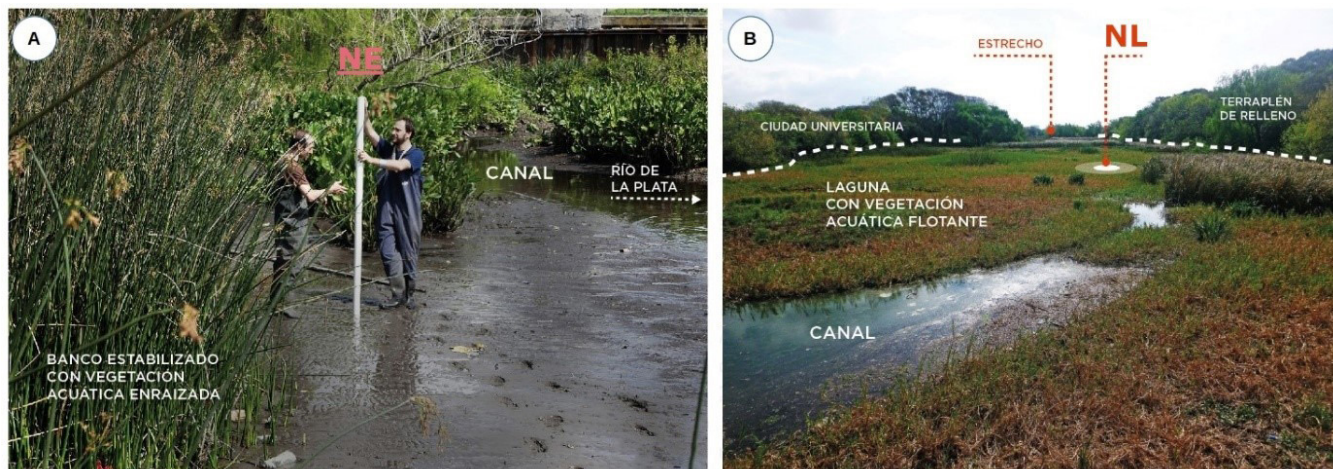 A
NE
CANAL
RÍO DE
LA PLATA
BANCO ESTABILIZADO
CON VEGETACIÓN
ACUÁTICA ENRAIZADA
B
ESTRECHO
NL
CIUDAD UNIVERSITARIA
TERRAPLÉN
DE RELLENO
LAGUNA
CON VEGETACIÓN
ACUÁTICA FLOTANTE
CANAL